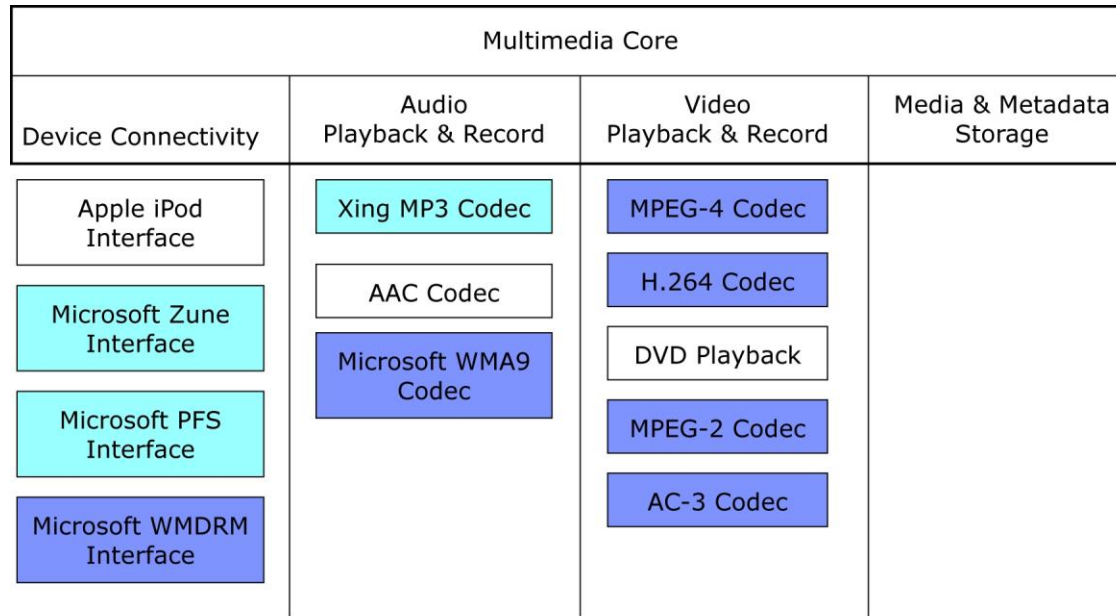 Multimedia Core
Device Connectivity
Audio
Playback & Record
Video
Playback & Record
Media & Metadata
Storage
Apple iPod
Interface
Microsoft Zune
Interface
Microsoft PFS
Interface
Microsoft WMDRM
Interface
Xing MP3 Codec
AAC Codec
Microsoft WMA9
Codec
MPEG-4 Codec
H.264 Codec
DVD Playback
MPEG-2 Codec
AC-3 Codec